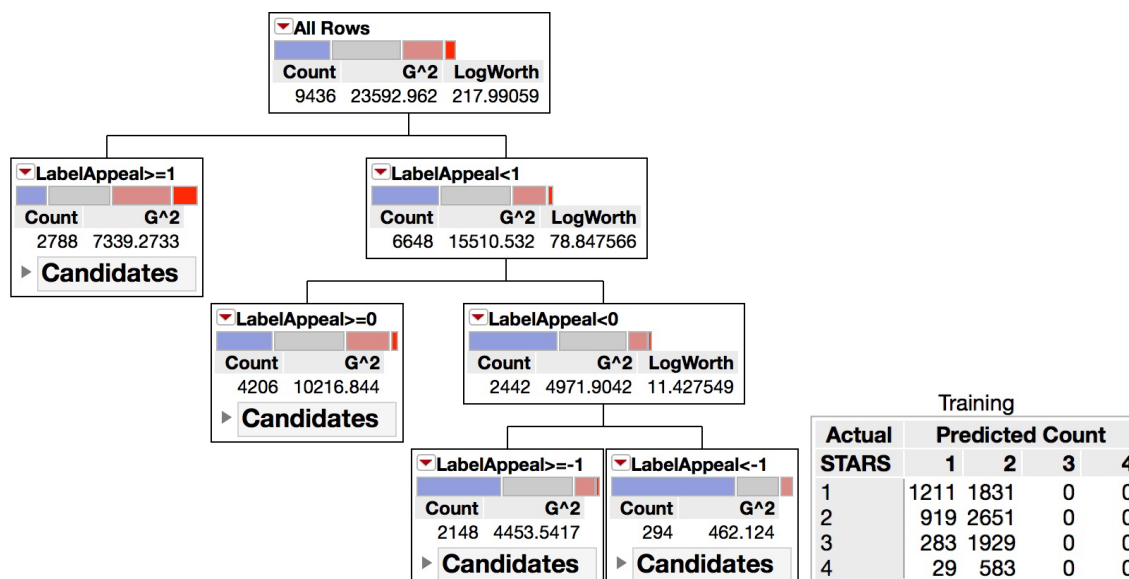 All Rows
Count G^2 LogWorth
9436 23592.962 217.99059
LabelAppeal>=1
Count G^2
2788 7339.2733
Candidates
LabelAppeal<1
Count G^2 LogWorth
6648 15510.532 78.847566
LabelAppeal>=0
Count G^2
4206 10216.844
Candidates
LabelAppeal<0
Count G^2 LogWorth
2442 4971.9042 11.427549
LabelAppeal>=-1
Count G^2
2148 4453.5417
Candidates
LabelAppeal<-1
Count G^2
294 462.124
Candidates
Training
Actual Predicted Count
STARS 1 2 3 4
1 1211 1831 0 0
2 919 2651 0 0
3 283 1929 0 0
4 29 583 0 0